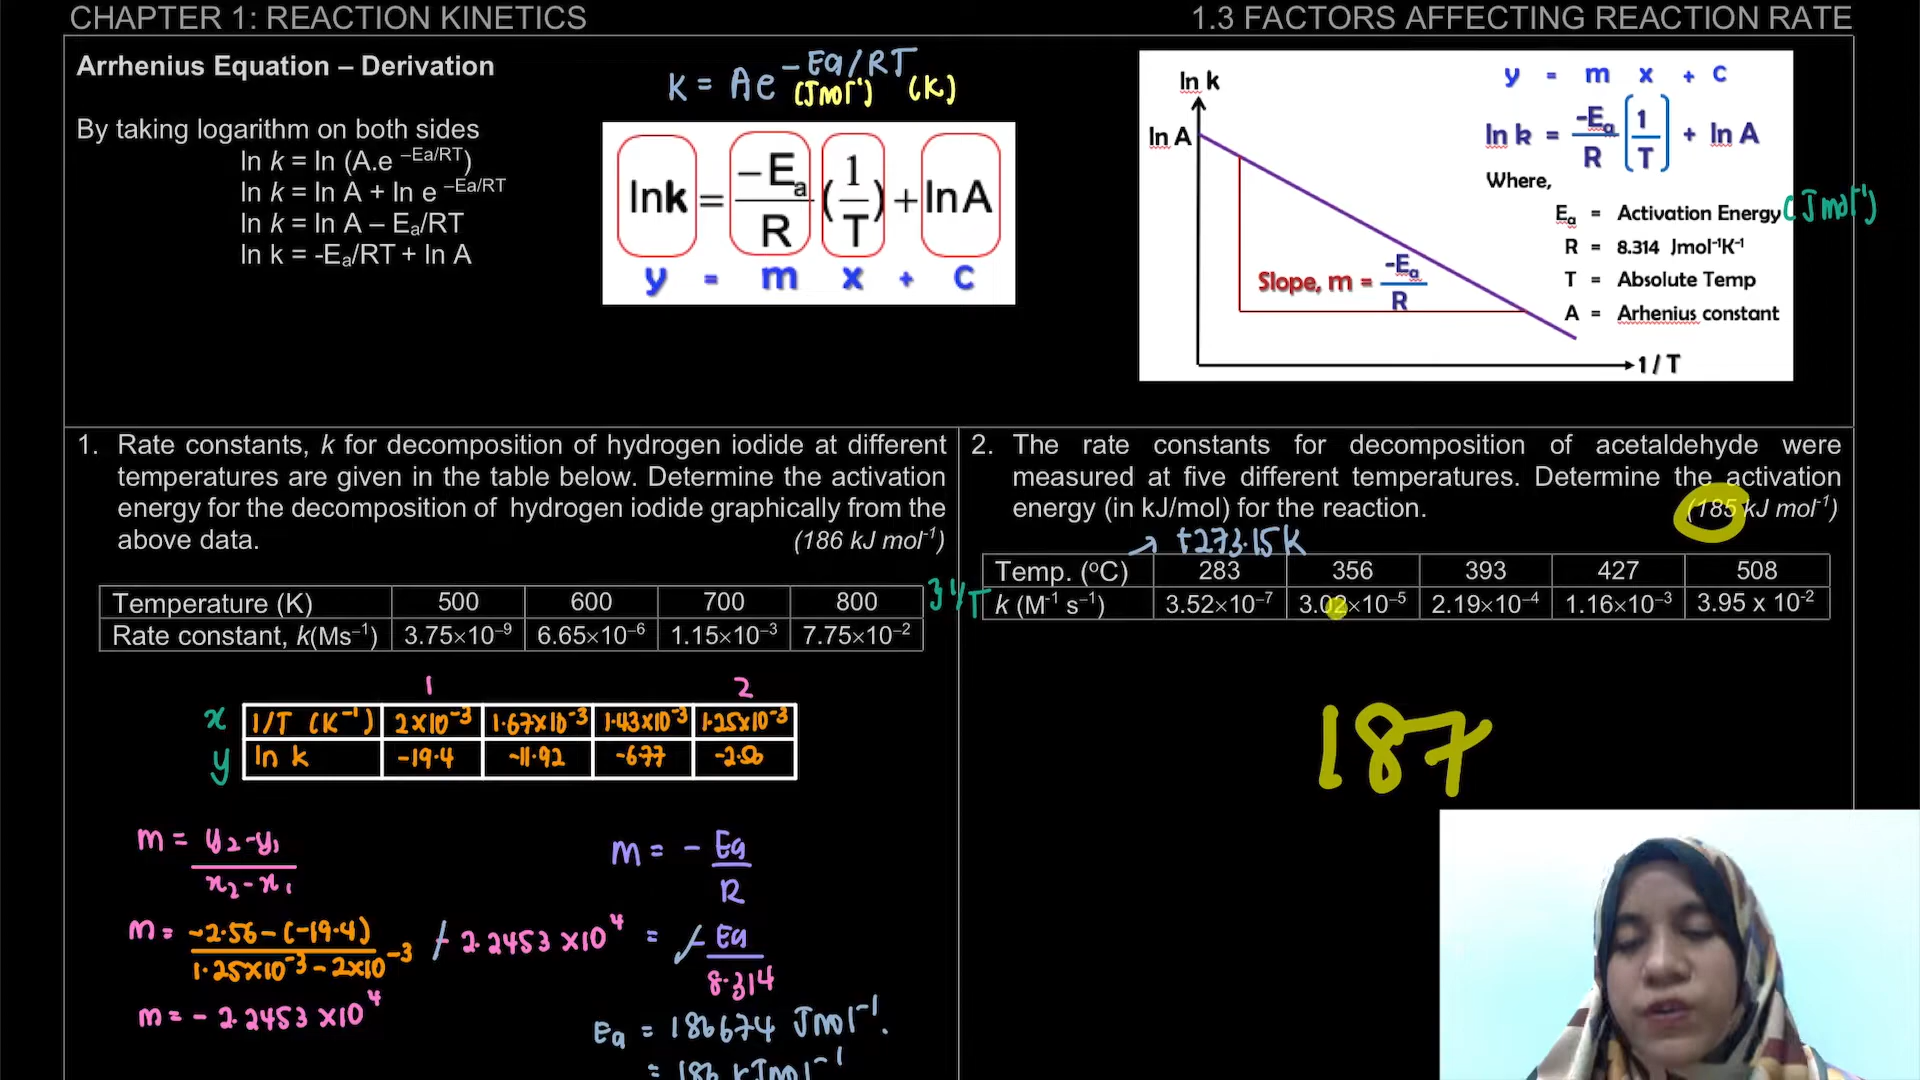 CHAPTER 1: REACTION KINETICS
1.3 FACTORS AFFECTING REACTION RATE
Arrhenius Equation – Derivation
By taking logarithm on both sides
ln k = ln (A.e –Ea/RT)
ln k = ln A + ln e –Ea/RT
ln k = ln A – Ea/RT
ln k = -Ea/RT + ln A
K = Ae -Ea/RT
(Jmol⁻¹) (K)
lnk = -Ea/R (1/T) + lnA
y = m x + c
ln k
ln A
Slope, m = -Ea/R
1/T
y = m x + c
ln k = -Ea/R (1/T) + ln A
Where,
Ea = Activation Energy (Jmol⁻¹)
R = 8.314 Jmol⁻¹K⁻¹
T = Absolute Temp
A = Arhenius constant
1. Rate constants, k for decomposition of hydrogen iodide at different
temperatures are given in the table below. Determine the activation
energy for the decomposition of hydrogen iodide graphically from the
above data. (186 kJ mol⁻¹)
Temperature (K) 500 600 700 800
Rate constant, k(Ms⁻¹) 3.75×10⁻⁹ 6.65×10⁻⁶ 1.15×10⁻³ 7.75×10⁻²
1 2
x 1/T (K⁻¹) 2×10⁻³ 1.67×10⁻³ 1.43×10⁻³ 1.25×10⁻³
y ln k -19.4 -11.92 -6.77
m = y₂-y₁ / x₂-x₁
m = -2.56-(-19.4) / 1.25×10⁻³ - 2×10⁻³
m = - 2.2453 ×10⁴
m = - Ea/R
- 2.2453 ×10⁴ = - Ea/8.314
Ea = 186674 Jmol⁻¹.
= 186 kJmol⁻¹
2. The rate constants for decomposition of acetaldehyde were
measured at five different temperatures. Determine the activation
energy (in kJ/mol) for the reaction. (185 kJ mol⁻¹)
→ +273.15K
Temp. (ºC) 283 356 393 427 508
1/T
k (M⁻¹ s⁻¹) 3.52×10⁻⁷ 3.02×10⁻⁵ 2.19×10⁻⁴ 1.16×10⁻³ 3.95 x 10⁻²
187